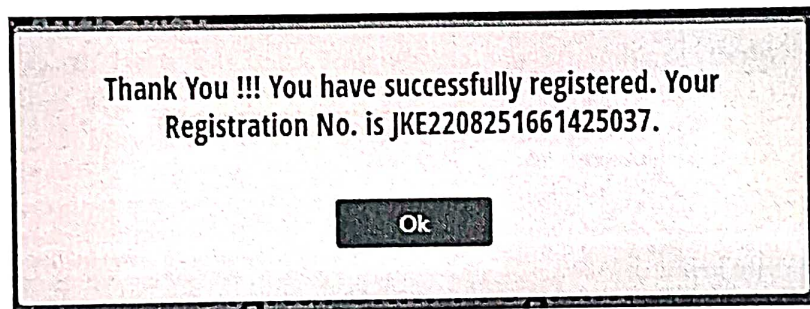 Thank You !!! You have successfully registered. Your
Registration No. is JKE2208251661425037.
Ok